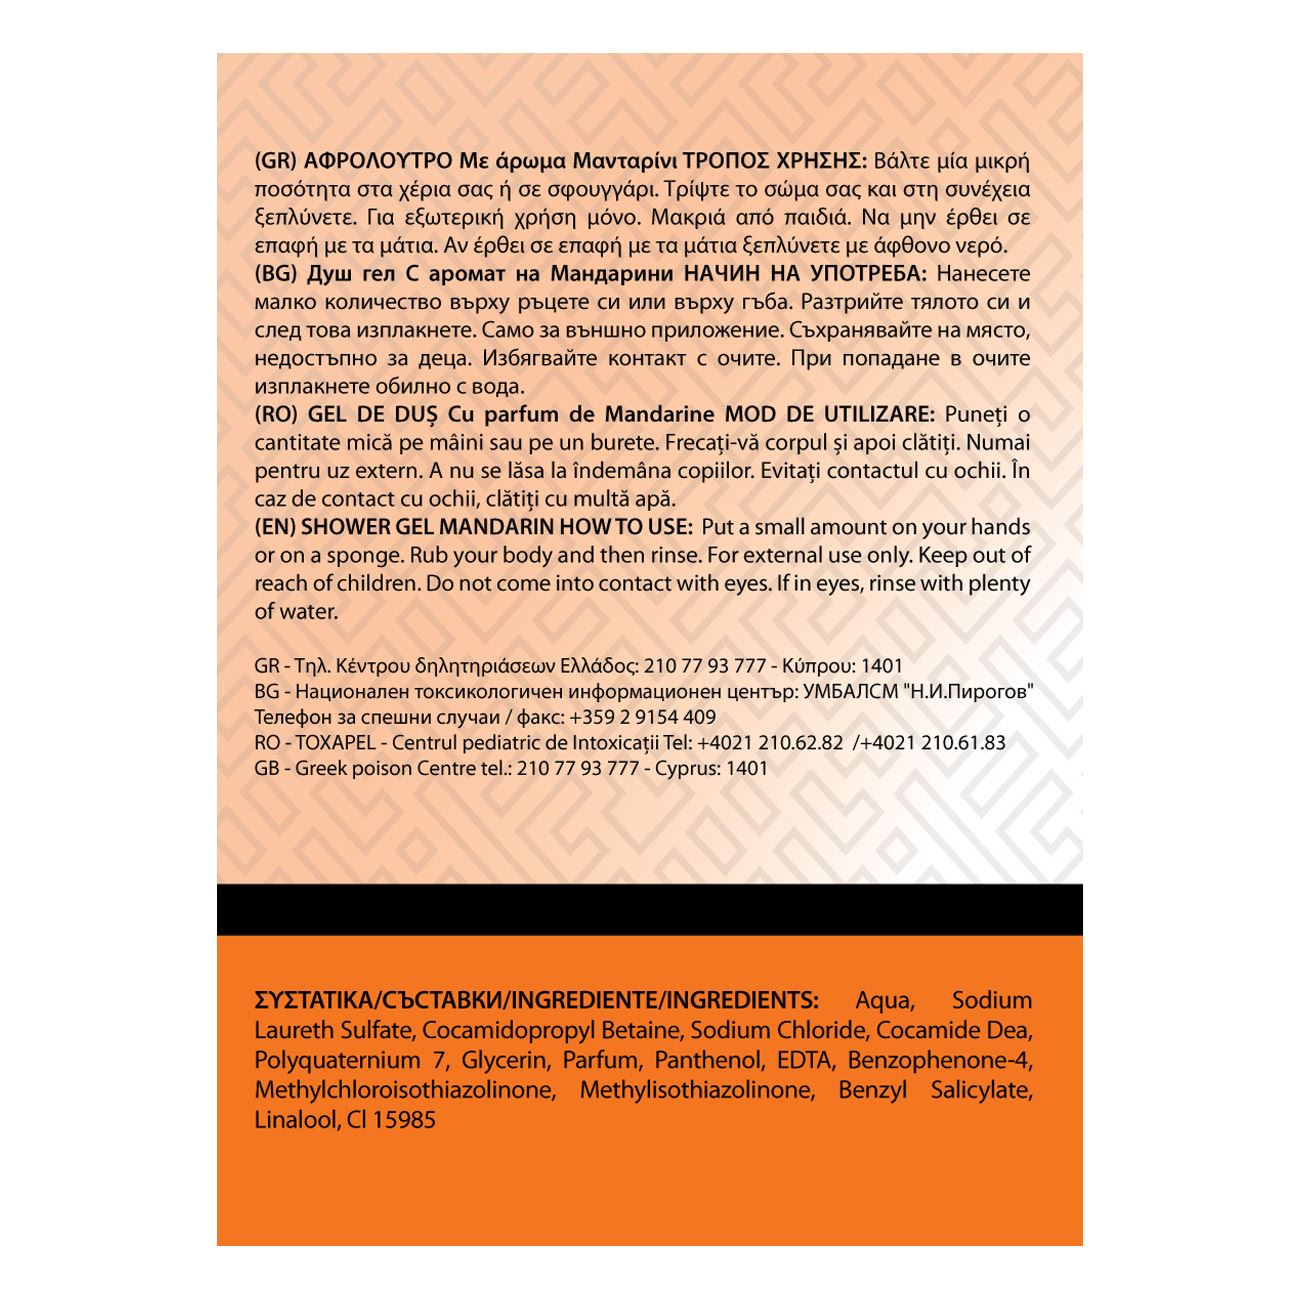 (GR) ΑΦΡΟΛΟΥΤΡΟ Με άρωμα Μανταρίνι ΤΡΟΠΟΣ ΧΡΗΣΗΣ: Βάλτε μία μικρή
ποσότητα στα χέρια σας ή σε σφουγγάρι. Τρίψτε το σώμα σας και στη συνέχεια
ξεπλύνετε. Για εξωτερική χρήση μόνο. Μακριά από παιδιά. Να μην έρθει σε
επαφή με τα μάτια. Αν έρθει σε επαφή με τα μάτια ξεπλύνετε με άφθονο νερό.
(BG) Душ гел С аромат на Мандарини НАЧИН НА УПОТРЕБА: Нанесете
малко количество върху ръцете си или върху гъба. Разтрийте тялото си и
след това изплакнете. Само за външно приложение. Съхранявайте на място,
недостъпно за деца. Избягвайте контакт с очите. При попадане в очите
изплакнете обилно с вода.
(RO) GEL DE DUȘ Cu parfum de Mandarine MOD DE UTILIZARE: Puneți o
cantitate mică pe mâini sau pe un burete. Frecați-vă corpul și apoi clătiți. Numai
pentru uz extern. A nu se lăsa la îndemâna copiilor. Evitați contactul cu ochii. În
caz de contact cu ochii, clătiți cu multă apă.
(EN) SHOWER GEL MANDARIN HOW TO USE: Put a small amount on your hands
or on a sponge. Rub your body and then rinse. For external use only. Keep out of
reach of children. Do not come into contact with eyes. If in eyes, rinse with plenty
of water.
GR - Τηλ. Κέντρου δηλητηριάσεων Ελλάδος: 210 77 93 777 - Κύπρου: 1401
BG - Национален токсикологичен информационен център: УМБАЛСМ "Н.И.Пирогов"
Телефон за спешни случаи / факс: +359 2 9154 409
RO - TOXAPEL - Centrul pediatric de Intoxicații Tel: +4021 210.62.82 /+4021 210.61.83
GB - Greek poison Centre tel.: 210 77 93 777 - Cyprus: 1401
ΣΥΣΤΑΤΙΚΑ/СЪСТАВКИ/INGREDIENTE/INGREDIENTS: Aqua, Sodium
Laureth Sulfate, Cocamidopropyl Betaine, Sodium Chloride, Cocamide Dea,
Polyquaternium 7, Glycerin, Parfum, Panthenol, EDTA, Benzophenone-4,
Methylchloroisothiazolinone, Methylisothiazolinone, Benzyl Salicylate,
Linalool, Cl 15985